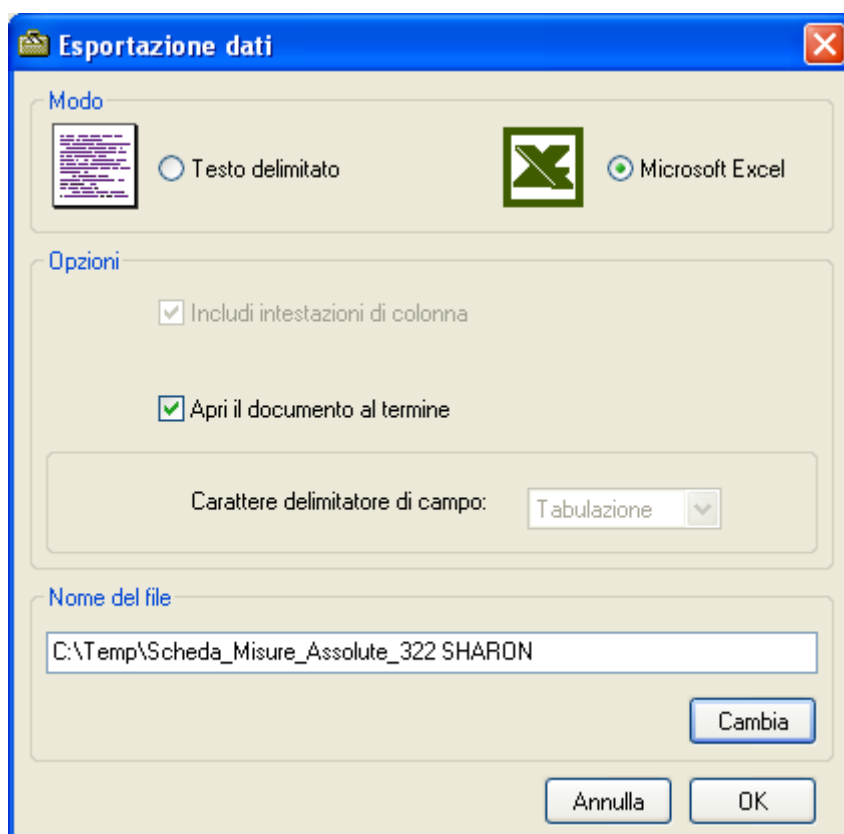 Esportazione dati
Modo
Testo delimitato
Microsoft Excel
Opzioni
Includi intestazioni di colonna
Apri il documento al termine
Carattere delimitatore di campo:
Tabulazione
Nome del file
C:\Temp\Scheda_Misure_Assolute_322 SHARON
Cambia
Annulla
OK